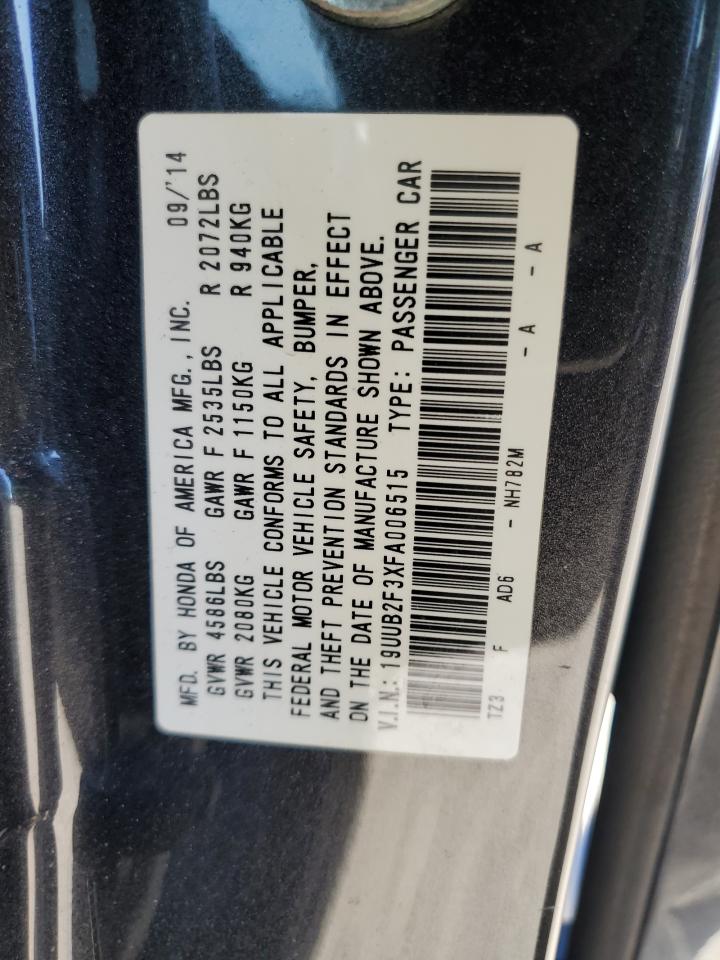 MFD. BY HONDA OF AMERICA MFG., INC. 09/'14
GVWR 4586LBS GAWR F 2535LBS R 2072LBS
GVWR 2080KG GAWR F 1150KG R 940KG
THIS VEHICLE CONFORMS TO ALL APPLICABLE
FEDERAL MOTOR VEHICLE SAFETY, BUMPER,
AND THEFT PREVENTION STANDARDS IN EFFECT
ON THE DATE OF MANUFACTURE SHOWN ABOVE.
V.I.N.: 19UUB2F3XFA006515 TYPE: PASSENGER CAR
TZ3 F AD6 - NH782M - A - A